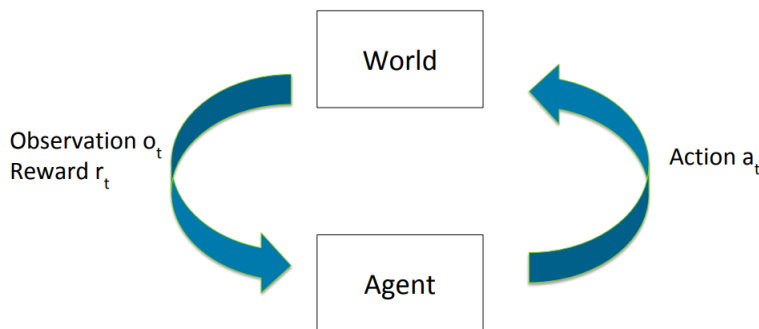 World
Observation o_t
Reward r_t
Action a_t
Agent